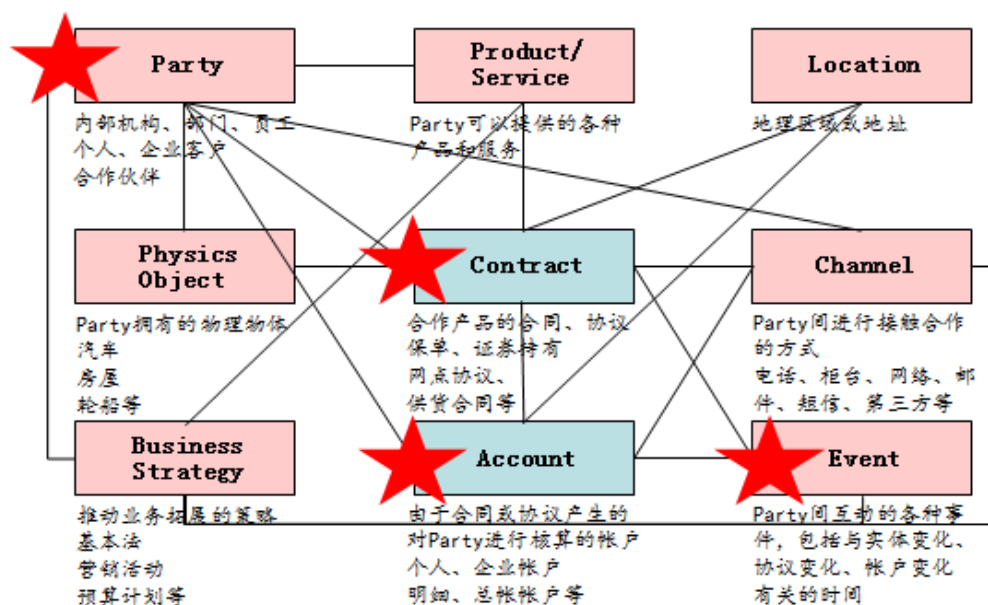 Party
内部机构、部门、员工
个人、企业客户
合作伙伴
Product/
Service
Party可以提供的各种
产品和服务
Location
地理区域或地址
Physics
Object
Party拥有的物理物体
汽车
房屋
轮船等
Contract
合作产品的合同、协议
保单、证券持有
网点协议、
供货合同等
Channel
Party间进行接触合作
的方式
电话、柜台、网络、邮
件、短信、第三方等
Business
Strategy
推动业务拓展的策略
基本法
营销活动
预算计划等
Account
由于合同或协议产生的
对Party进行核算的帐户
个人、企业帐户
明细、总帐帐户等
Event
Party间互动的各种事
件，包括与实体变化、
协议变化、帐户变化
有关的时间